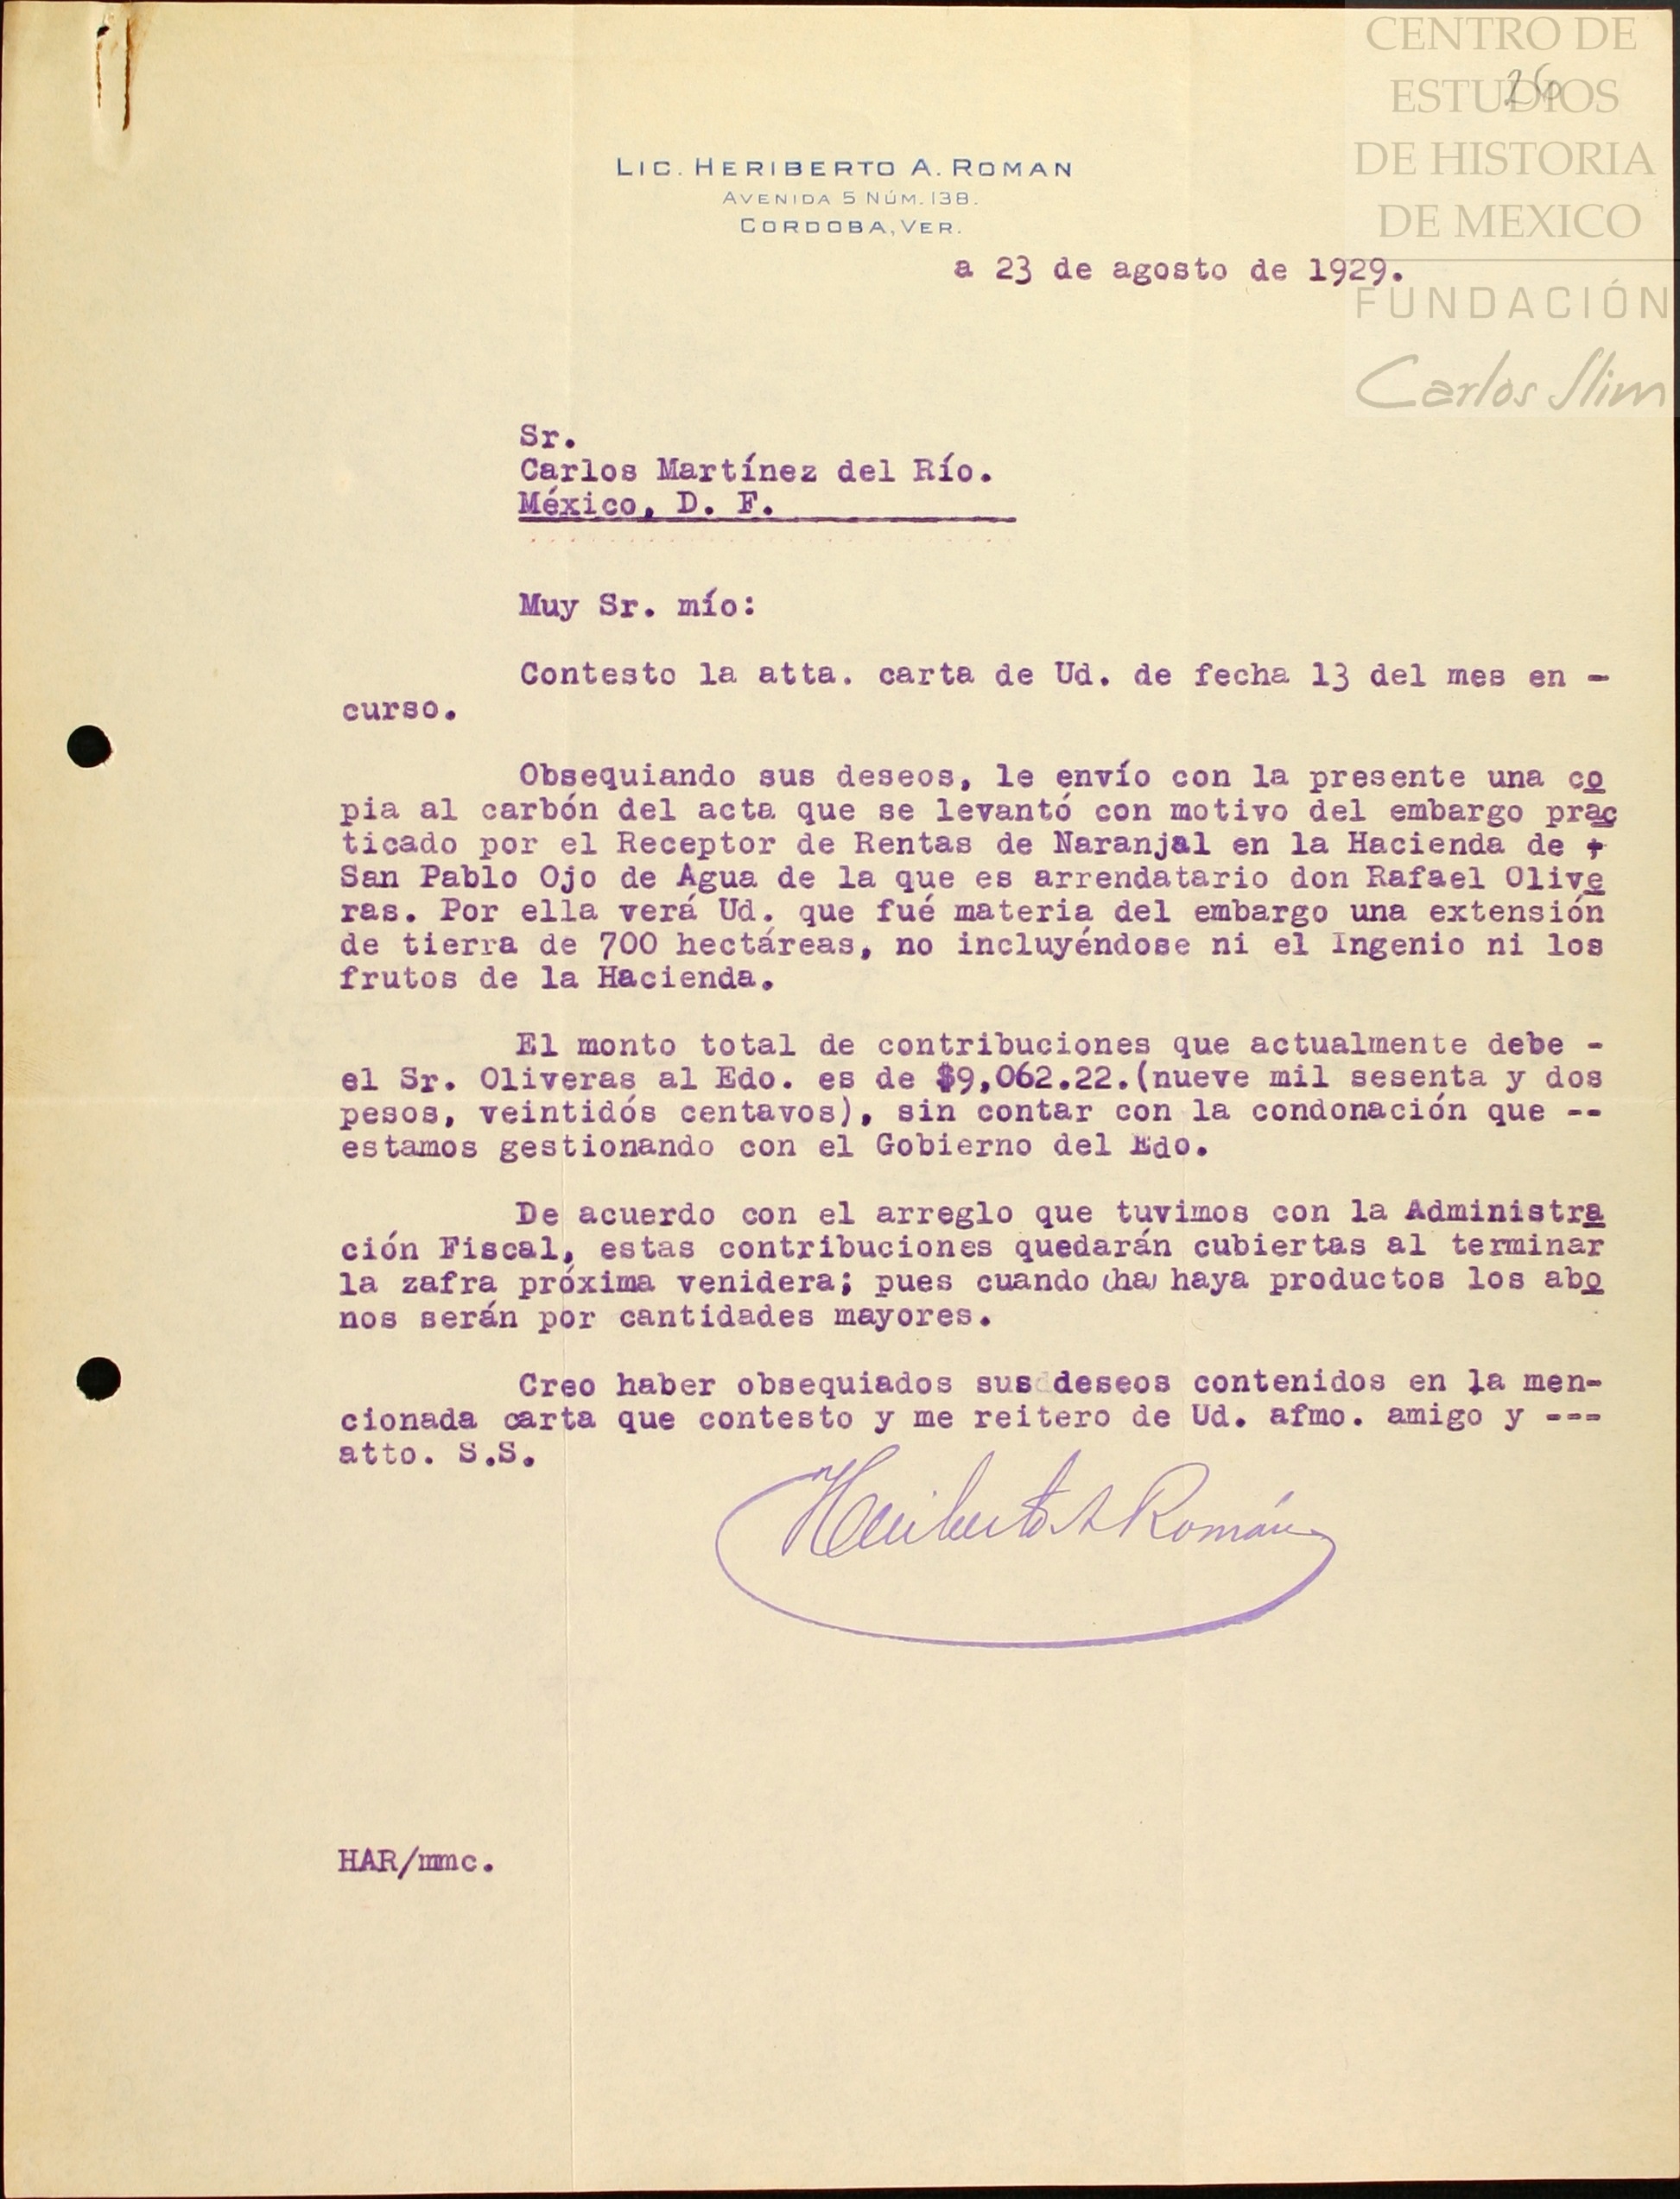 CENTRO DE
ESTUDIOS
DE HISTORIA
DE MEXICO
FUNDACIÓN
Carlos Slim
26
LIC. HERIBERTO A. ROMAN
AVENIDA 5 NÚM. 138.
CORDOBA, VER.
a 23 de agosto de 1929.
Sr.
Carlos Martínez del Río.
México, D. F.
Muy Sr. mío:
Contesto la atta. carta de Ud. de fecha 13 del mes en -
curso.
Obsequiando sus deseos, le envío con la presente una co
pia al carbón del acta que se levantó con motivo del embargo prac
ticado por el Receptor de Rentas de Naranjal en la Hacienda de -
San Pablo Ojo de Agua de la que es arrendatario don Rafael Olive
ras. Por ella verá Ud. que fué materia del embargo una extensión
de tierra de 700 hectáreas, no incluyéndose ni el Ingenio ni los
frutos de la Hacienda.
El monto total de contribuciones que actualmente debe -
el Sr. Oliveras al Edo. es de $9,062.22.(nueve mil sesenta y dos
pesos, veintidós centavos), sin contar con la condonación que --
estamos gestionando con el Gobierno del Edo.
De acuerdo con el arreglo que tuvimos con la Administra
ción Fiscal, estas contribuciones quedarán cubiertas al terminar
la zafra próxima venidera; pues cuando (ha) haya productos los abo
nos serán por cantidades mayores.
Creo haber obsequiados sus deseos contenidos en la men-
cionada carta que contesto y me reitero de Ud. afmo. amigo y ---
atto. S.S.
Heriberto A Román
HAR/mmc.